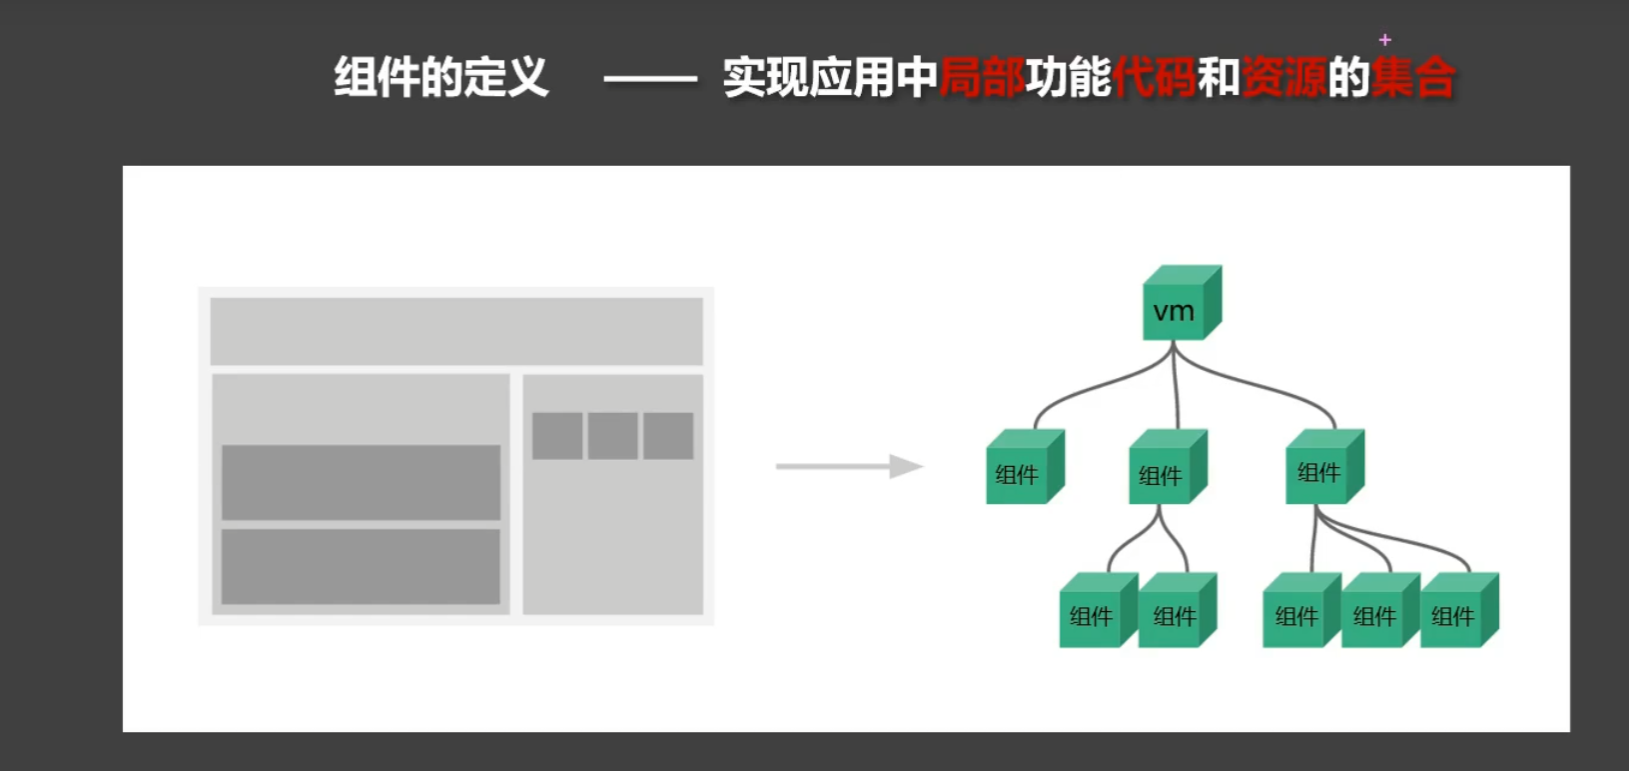 组件的定义 —— 实现应用中局部功能代码和资源的集合
vm
组件 组件 组件
组件 组件 组件 组件 组件